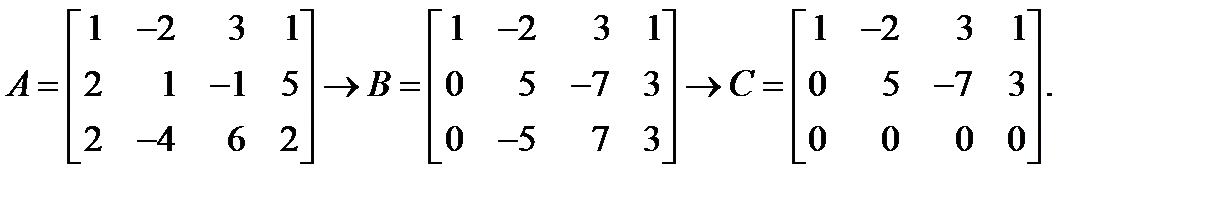 A = [1 −2 3 1; 2 1 −1 5; 2 −4 6 2] → B = [1 −2 3 1; 0 5 −7 3; 0 −5 7 3] → C = [1 −2 3 1; 0 5 −7 3; 0 0 0 0].